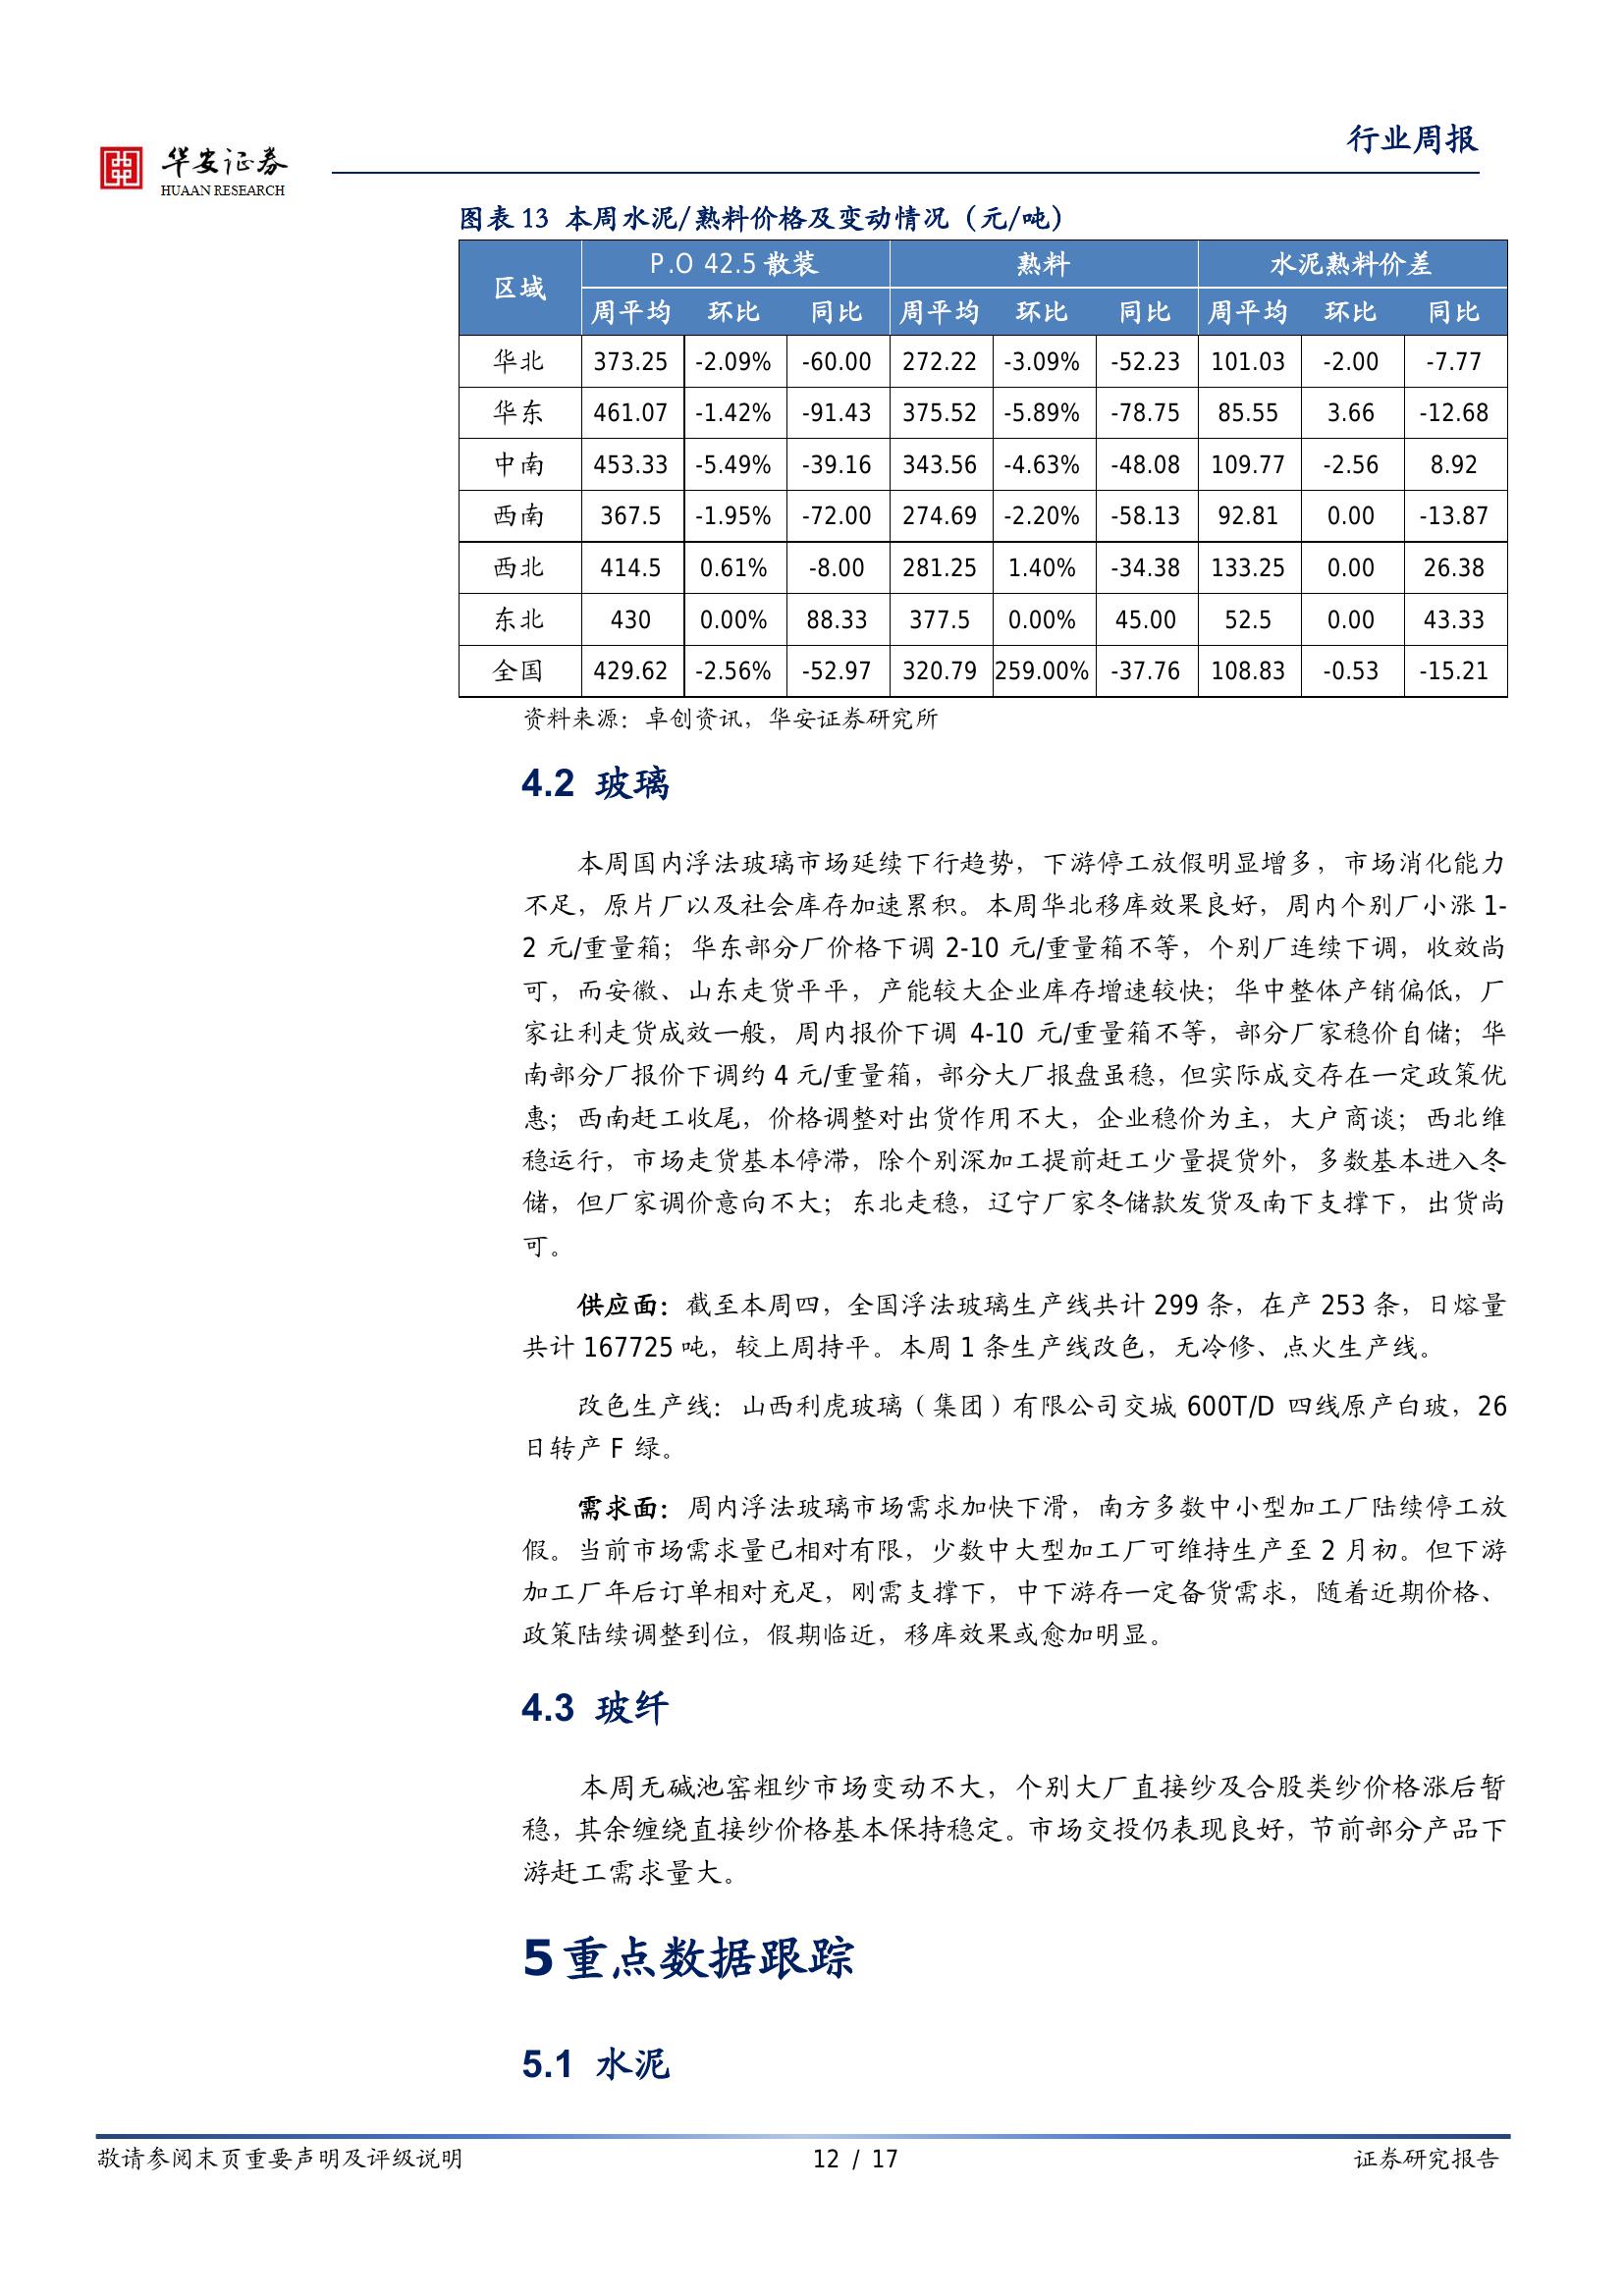 华安证券
HUAAN RESEARCH
行业周报
图表 13 本周水泥/熟料价格及变动情况（元/吨）
区域 P.O 42.5 散装 熟料 水泥熟料价差
周平均 环比 同比 周平均 环比 同比 周平均 环比 同比
华北 373.25 -2.09% -60.00 272.22 -3.09% -52.23 101.03 -2.00 -7.77
华东 461.07 -1.42% -91.43 375.52 -5.89% -78.75 85.55 3.66 -12.68
中南 453.33 -5.49% -39.16 343.56 -4.63% -48.08 109.77 -2.56 8.92
西南 367.5 -1.95% -72.00 274.69 -2.20% -58.13 92.81 0.00 -13.87
西北 414.5 0.61% -8.00 281.25 1.40% -34.38 133.25 0.00 26.38
东北 430 0.00% 88.33 377.5 0.00% 45.00 52.5 0.00 43.33
全国 429.62 -2.56% -52.97 320.79 259.00% -37.76 108.83 -0.53 -15.21
资料来源：卓创资讯，华安证券研究所
4.2 玻璃
本周国内浮法玻璃市场延续下行趋势，下游停工放假明显增多，市场消化能力
不足，原片厂以及社会库存加速累积。本周华北移库效果良好，周内个别厂小涨 1-
2 元/重量箱；华东部分厂价格下调 2-10 元/重量箱不等，个别厂连续下调，收效尚
可，而安徽、山东走货平平，产能较大企业库存增速较快；华中整体产销偏低，厂
家让利走货成效一般，周内报价下调 4-10 元/重量箱不等，部分厂家稳价自储；华
南部分厂报价下调约 4 元/重量箱，部分大厂报盘虽稳，但实际成交存在一定政策优
惠；西南赶工收尾，价格调整对出货作用不大，企业稳价为主，大户商谈；西北维
稳运行，市场走货基本停滞，除个别深加工提前赶工少量提货外，多数基本进入冬
储，但厂家调价意向不大；东北走稳，辽宁厂家冬储款发货及南下支撑下，出货尚
可。
供应面：截至本周四，全国浮法玻璃生产线共计 299 条，在产 253 条，日熔量
共计 167725 吨，较上周持平。本周 1 条生产线改色，无冷修、点火生产线。
改色生产线：山西利虎玻璃（集团）有限公司交城 600T/D 四线原产白玻，26
日转产 F 绿。
需求面：周内浮法玻璃市场需求加快下滑，南方多数中小型加工厂陆续停工放
假。当前市场需求量已相对有限，少数中大型加工厂可维持生产至 2 月初。但下游
加工厂年后订单相对充足，刚需支撑下，中下游存一定备货需求，随着近期价格、
政策陆续调整到位，假期临近，移库效果或愈加明显。
4.3 玻纤
本周无碱池窑粗纱市场变动不大，个别大厂直接纱及合股类纱价格涨后暂
稳，其余缠绕直接纱价格基本保持稳定。市场交投仍表现良好，节前部分产品下
游赶工需求量大。
5 重点数据跟踪
5.1 水泥
敬请参阅末页重要声明及评级说明 12 / 17 证券研究报告